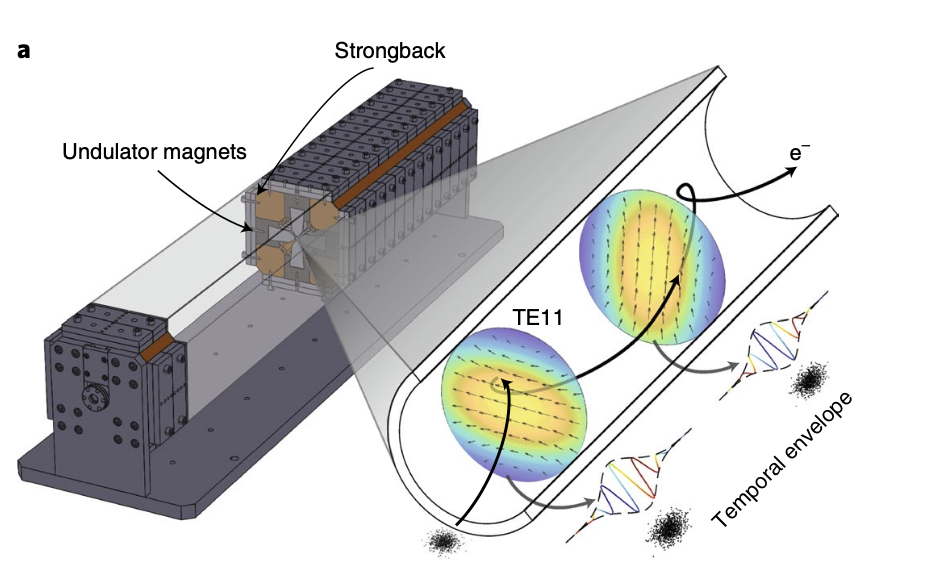 a
Strongback
Undulator magnets
e⁻
TE11
Temporal envelope